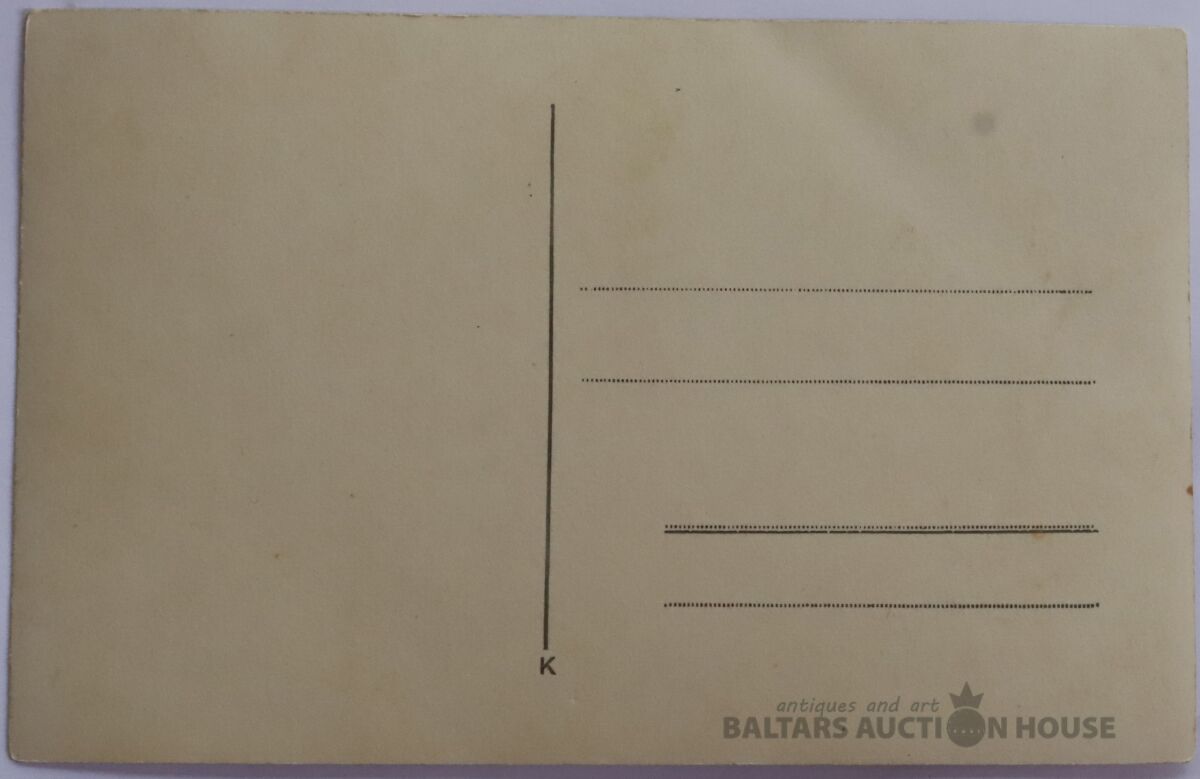 K
antiques and art
BALTARS AUCTION HOUSE